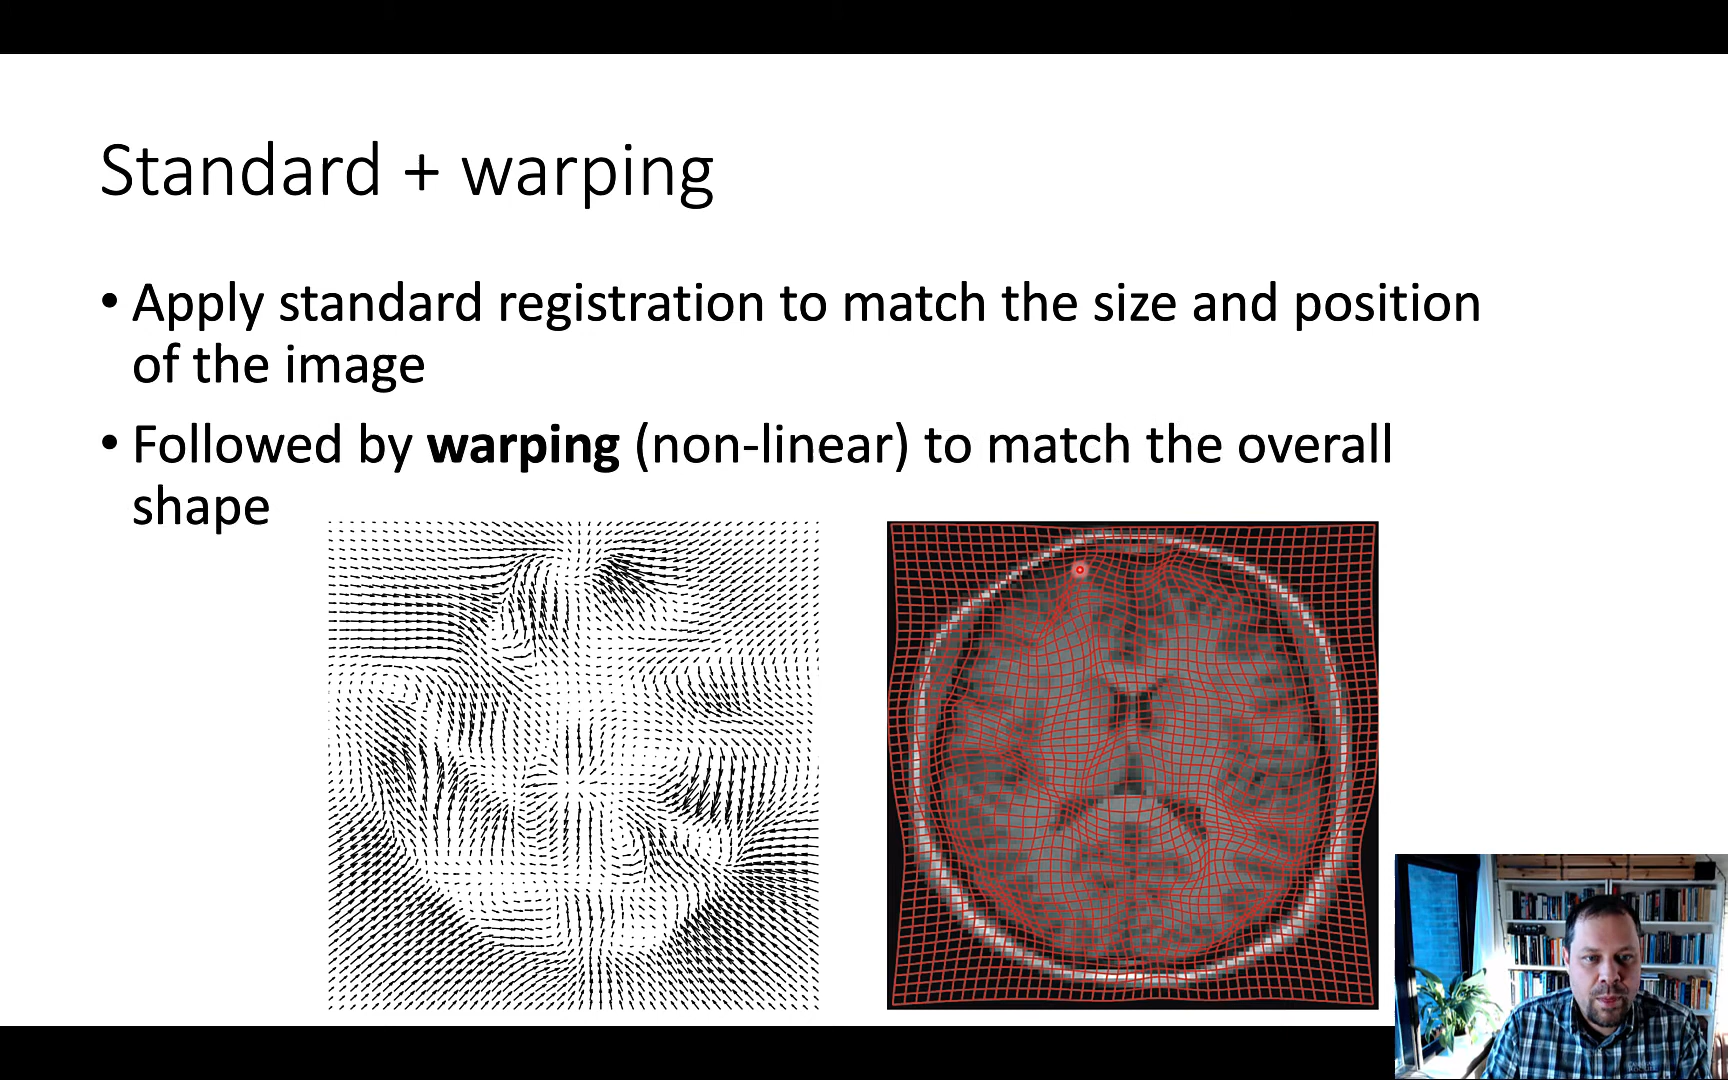 Standard + warping
• Apply standard registration to match the size and position
of the image
• Followed by warping (non-linear) to match the overall
shape